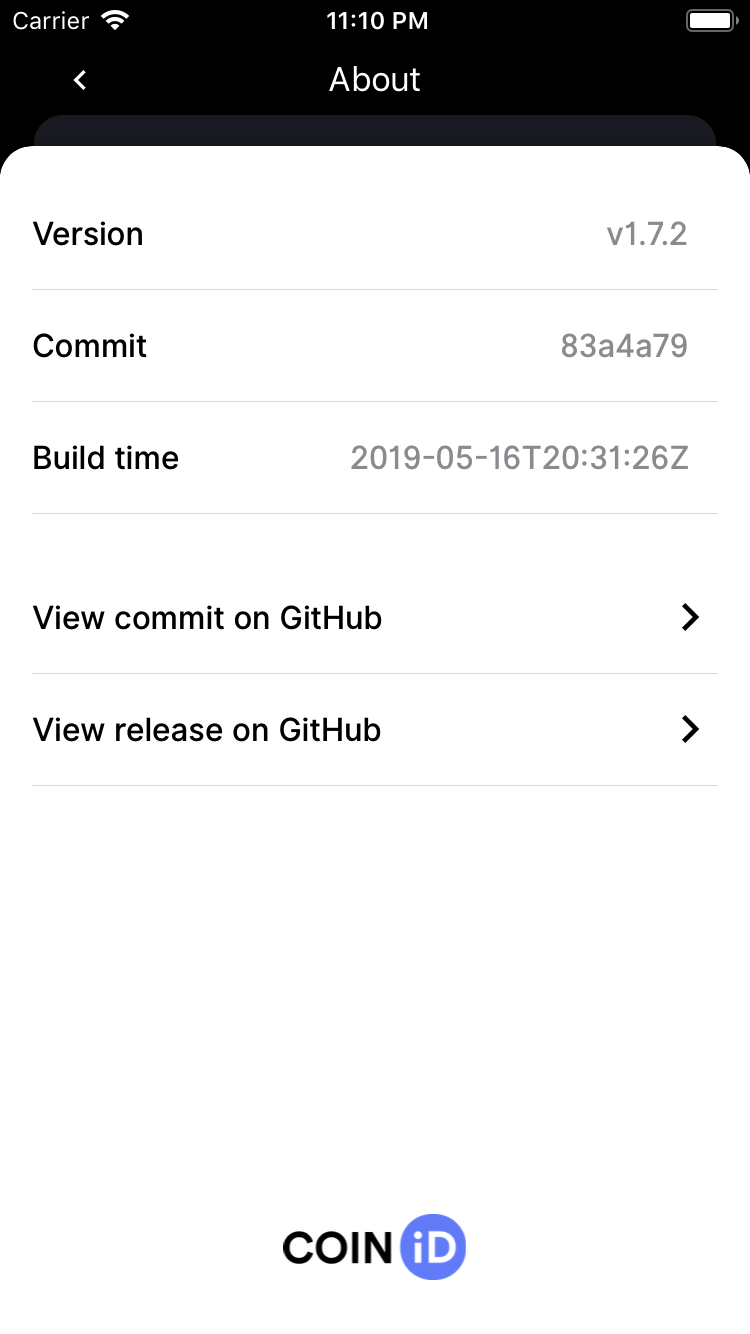 Carrier 11:10 PM
About
Version v1.7.2
Commit 83a4a79
Build time 2019-05-16T20:31:26Z
View commit on GitHub
View release on GitHub
COIN iD